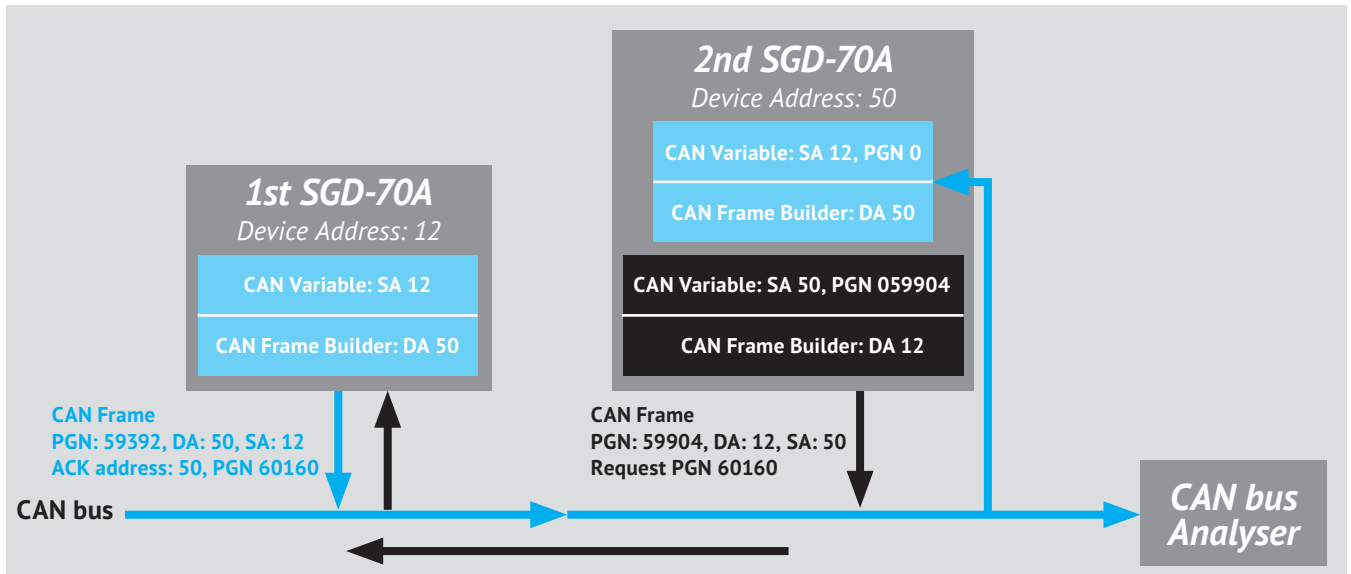 2nd SGD-70A
Device Address: 50
CAN Variable: SA 12, PGN 0
CAN Frame Builder: DA 50
CAN Variable: SA 50, PGN 059904
CAN Frame Builder: DA 12
1st SGD-70A
Device Address: 12
CAN Variable: SA 12
CAN Frame Builder: DA 50
CAN Frame
PGN: 59392, DA: 50, SA: 12
ACK address: 50, PGN 60160
CAN Frame
PGN: 59904, DA: 12, SA: 50
Request PGN 60160
CAN bus
CAN bus
Analyser